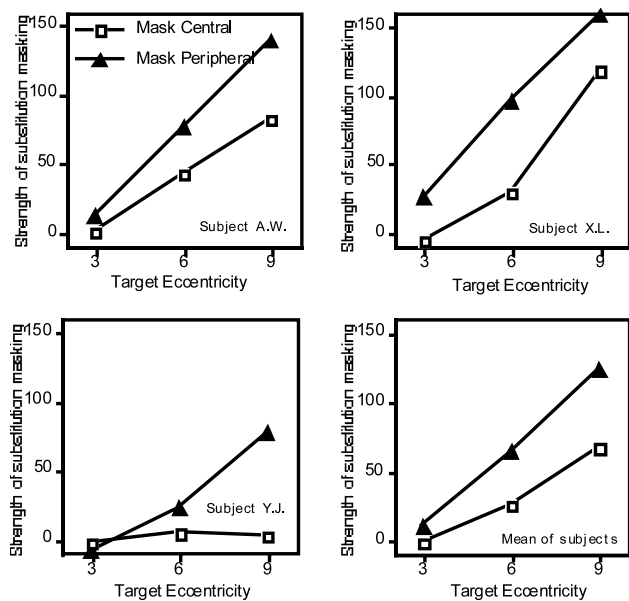 Strength of substitution masking
150
100
50
0
Mask Central
Mask Peripheral
Subject A.W.
3 6 9
Target Eccentricity
Strength of substitution masking
150
100
50
0
Subject X.L.
3 6 9
Target Eccentricity
Strength of substitution masking
150
100
50
0
Subject Y.J.
3 6 9
Target Eccentricity
Strength of substitution masking
150
100
50
0
Mean of subjects
3 6 9
Target Eccentricity